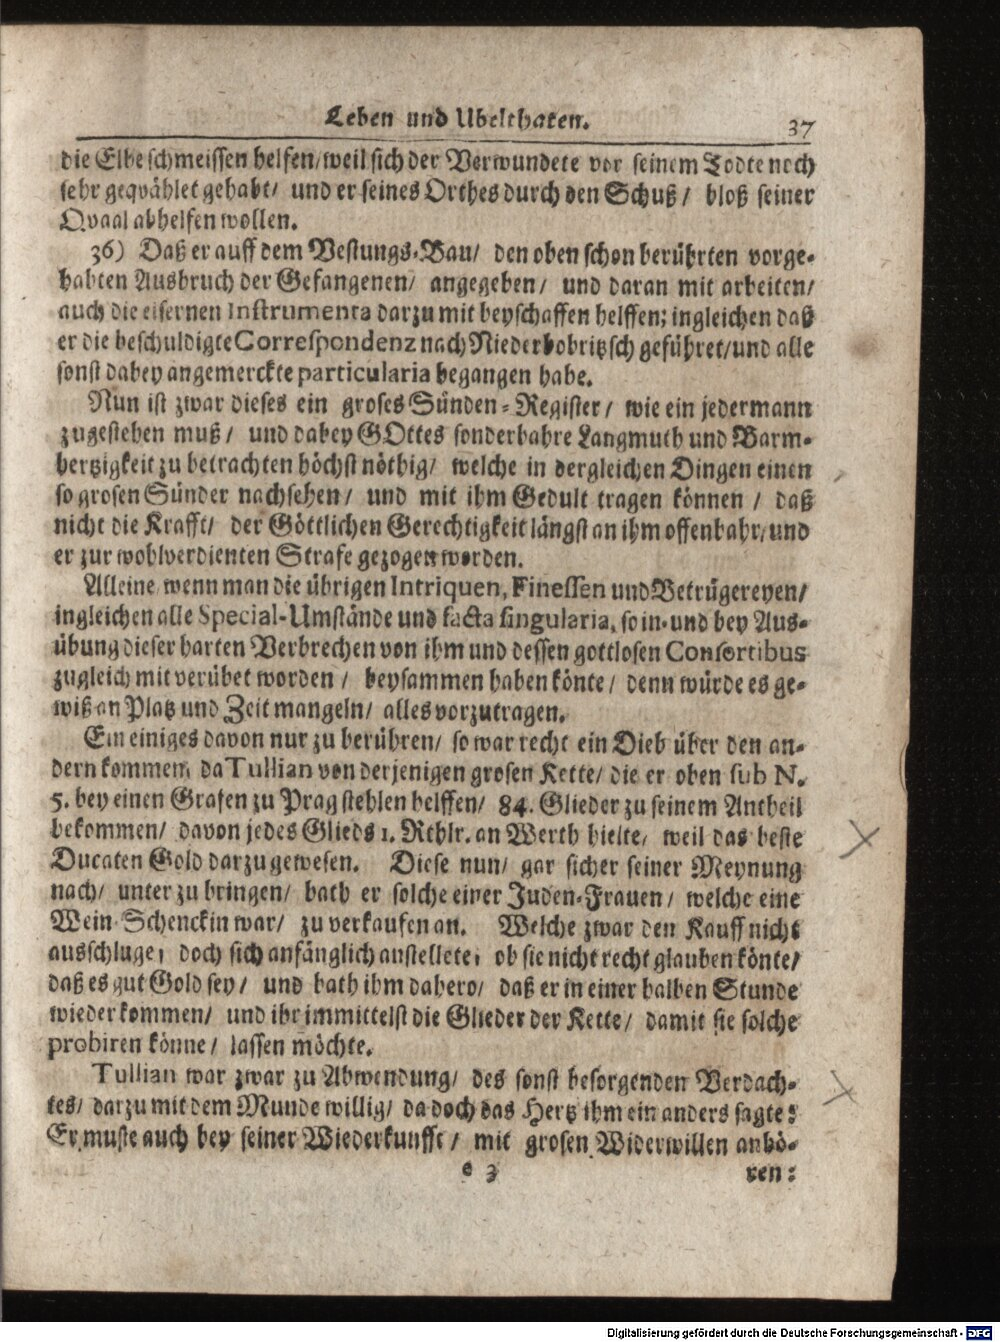 Leben und Ubelthaten. 37
die Elbe schmeissen helfen/ weil sich der Verwundete vor seinem Todte noch
sehr geqvählet gehabt/ und er seines Orthes durch den Schuß/ bloß seiner
Qvaal abhelfen wollen.
36) Daß er auff dem Vestungs-Bau/ den oben schon berührten vorge-
habten Ausbruch der Gefangenen/ angegeben/ und daran mit arbeiten/
auch die eisernen Instrumenta darzu mit beyschaffen helffen; ingleichen daß
er die beschuldigte Correspondenz nach Niederbobritzsch geführet/ und alle
sonst dabey angemerckte particularia begangen habe.
Nun ist zwar dieses ein groses Sünden-Register/ wie ein jedermann
zugestehen muß/ und dabey GOttes sonderbahre Langmuth und Barm-
hertzigkeit zu betrachten höchst nöthig/ welche in dergleichen Dingen einen
so grosen Sünder nachsehen/ und mit ihm Gedult tragen können/ daß
nicht die Krafft/ der Göttlichen Gerechtigkeit längst an ihm offenbahr/ und
er zur wohlverdienten Strafe gezogen worden.
Alleine wenn man die übrigen Intriquen, Finessen und Betrügereyen/
ingleichen alle Special-Umstände und facta singularia, so in- und bey Aus-
übung dieser harten Verbrechen von ihm und dessen gottlosen Consortibus
zugleich mit verübet worden/ beysammen haben könte/ denn würde es ge-
wiß an Platz und Zeit mangeln/ alles vorzutragen.
Ein einiges davon nur zu berühren/ so war recht ein Dieb über den an-
dern kommen, da Tullian von derjenigen grosen Kette/ die er oben sub N.
5. bey einen Grafen zu Prag stehlen helffen/ 84. Glieder zu seinem Antheil
bekommen/ davon jedes Glieds 1. Rthlr. an Werth hielte/ weil das beste
Ducaten Gold darzu gewesen. Diese nun/ gar sicher seiner Meynung
nach/ unter zu bringen/ bath er solche einer Juden-Frauen/ welche eine
Wein-Schenckin war/ zu verkaufen an. Welche zwar den Kauff nicht
ausschluge, doch sich anfänglich anstellete, ob sie nicht recht glauben könte/
daß es gut Gold sey/ und bath ihm dahero/ daß er in einer halben Stunde
wieder kommen/ und ihr immittelst die Glieder der Kette/ damit sie solche
probiren könne/ lassen möchte.
Tullian war zwar zu Abwendung/ des sonst besorgenden Verdach-
tes/ darzu mit dem Munde willig/ da doch das Hertz ihm ein anders sagte:
Er muste auch bey seiner Wiederkunfft/ mit grosen Widerwillen anhö-
e 3 ren:
Digitalisierung gefördert durch die Deutsche Forschungsgemeinschaft - DFG